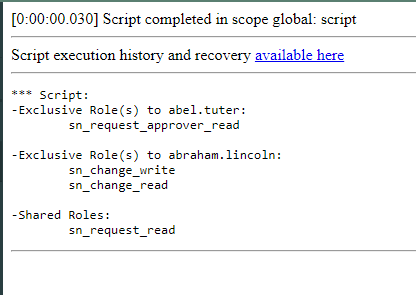 [0:00:00.030] Script completed in scope global: script
Script execution history and recovery available here
*** Script:
-Exclusive Role(s) to abel.tuter:
sn_request_approver_read
-Exclusive Role(s) to abraham.lincoln:
sn_change_write
sn_change_read
-Shared Roles:
sn_request_read